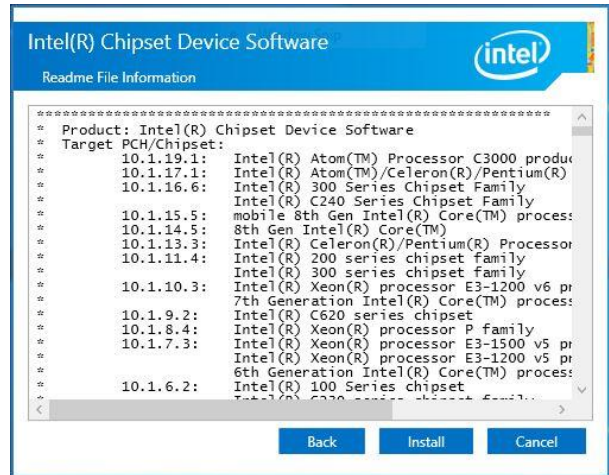 Intel(R) Chipset Device Software
intel
Readme File Information
************************************************************
* Product: Intel(R) Chipset Device Software
* Target PCH/Chipset:
* 10.1.19.1: Intel(R) Atom(TM) Processor C3000 produc
* 10.1.17.1: Intel(R) Atom(TM)/Celeron(R)/Pentium(R)
* 10.1.16.6: Intel(R) 300 Series Chipset Family
* Intel(R) C240 Series Chipset Family
* 10.1.15.5: mobile 8th Gen Intel(R) Core(TM) process
* 10.1.14.5: 8th Gen Intel(R) Core(TM)
* 10.1.13.3: Intel(R) Celeron(R)/Pentium(R) Processor
* 10.1.11.4: Intel(R) 200 series chipset family
* Intel(R) 300 series chipset family
* 10.1.10.3: Intel(R) Xeon(R) processor E3-1200 v6 pr
* 7th Generation Intel(R) Core(TM) process
* 10.1.9.2: Intel(R) C620 series chipset
* 10.1.8.4: Intel(R) Xeon(R) processor P family
* 10.1.7.3: Intel(R) Xeon(R) processor E3-1500 v5 pr
* Intel(R) Xeon(R) processor E3-1200 v5 pr
* 6th Generation Intel(R) Core(TM) process
* 10.1.6.2: Intel(R) 100 Series chipset
* Intel(R) C230 series chipset family
Back Install Cancel